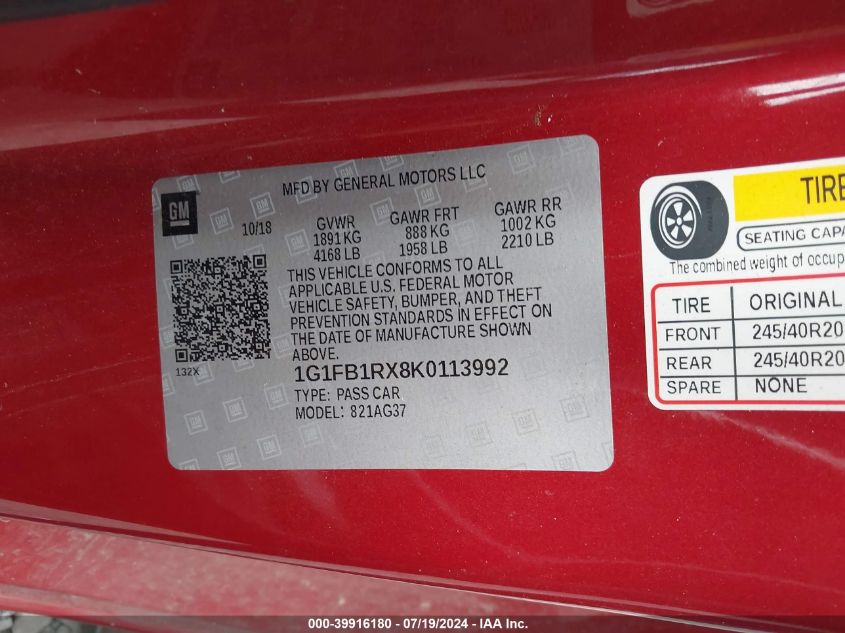 MFD BY GENERAL MOTORS LLC
GM
10/18
GVWR GAWR FRT GAWR RR
1891 KG 888 KG 1002 KG
4168 LB 1958 LB 2210 LB
THIS VEHICLE CONFORMS TO ALL
APPLICABLE U.S. FEDERAL MOTOR
VEHICLE SAFETY, BUMPER, AND THEFT
PREVENTION STANDARDS IN EFFECT ON
THE DATE OF MANUFACTURE SHOWN
ABOVE.
132X
1G1FB1RX8K0113992
TYPE: PASS CAR
MODEL: 821AG37
TIRE
SEATING CAPA
The combined weight of occup
TIRE ORIGINAL
FRONT 245/40R20
REAR 245/40R20
SPARE NONE
000-39916180 - 07/19/2024 - IAA Inc.